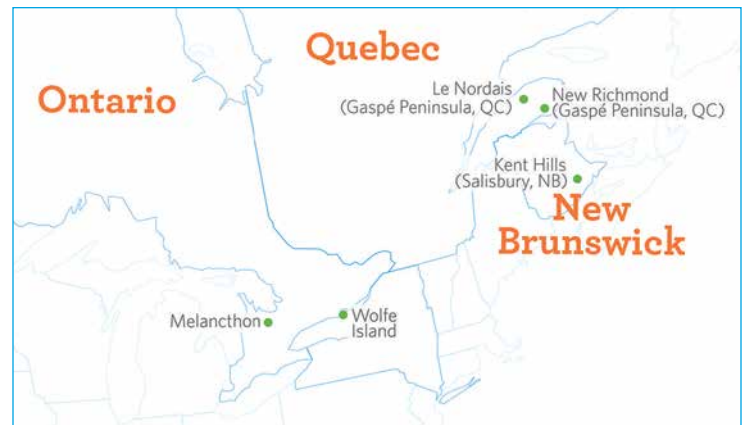 Quebec
Ontario
Le Nordais
(Gaspé Peninsula, QC)
New Richmond
(Gaspé Peninsula, QC)
Kent Hills
(Salisbury, NB)
New
Brunswick
Melancthon
Wolfe
Island